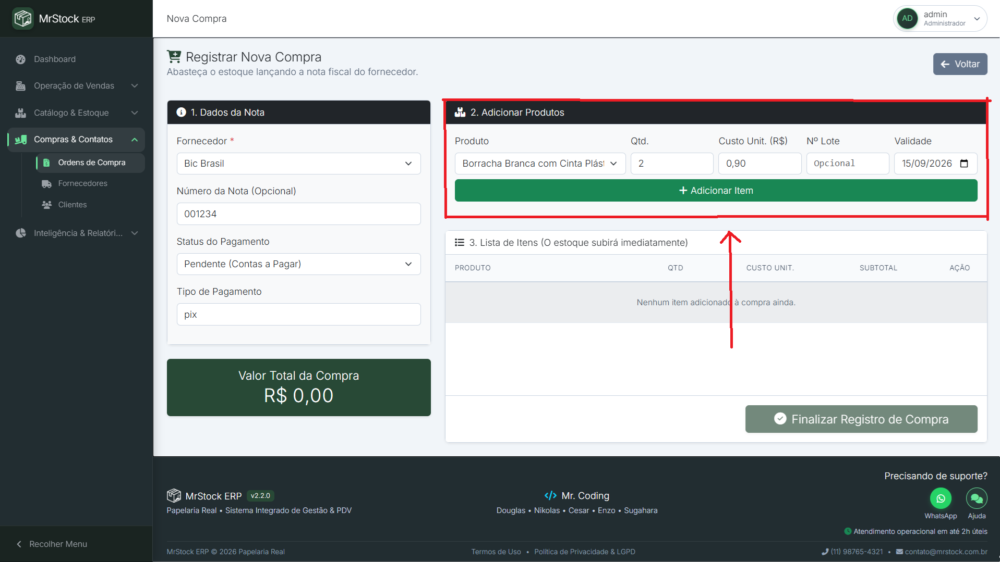 MrStock ERP
Nova Compra
AD
admin
Administrador
Dashboard
Operação de Vendas
Catálogo & Estoque
Compras & Contatos
Ordens de Compra
Fornecedores
Clientes
Inteligência & Relatóri...
Recolher Menu
Registrar Nova Compra
Abasteça o estoque lançando a nota fiscal do fornecedor.
Voltar
1. Dados da Nota
Fornecedor *
Bic Brasil
Número da Nota (Opcional)
001234
Status do Pagamento
Pendente (Contas a Pagar)
Tipo de Pagamento
pix
Valor Total da Compra
R$ 0,00
2. Adicionar Produtos
Produto Qtd. Custo Unit. (R$) Nº Lote Validade
Borracha Branca com Cinta Plást 2 0,90 Opcional 15/09/2026
Adicionar Item
3. Lista de Itens (O estoque subirá imediatamente)
PRODUTO QTD CUSTO UNIT. SUBTOTAL AÇÃO
Nenhum item adicionado à compra ainda.
Finalizar Registro de Compra
MrStock ERP v2.2.0
Papelaria Real • Sistema Integrado de Gestão & PDV
</> Mr. Coding
Douglas • Nikolas • Cesar • Enzo • Sugahara
Precisando de suporte?
WhatsApp Ajuda
Atendimento operacional em até 2h úteis
MrStock ERP © 2026 Papelaria Real
Termos de Uso • Política de Privacidade & LGPD
(11) 98765-4321 • contato@mrstock.com.br